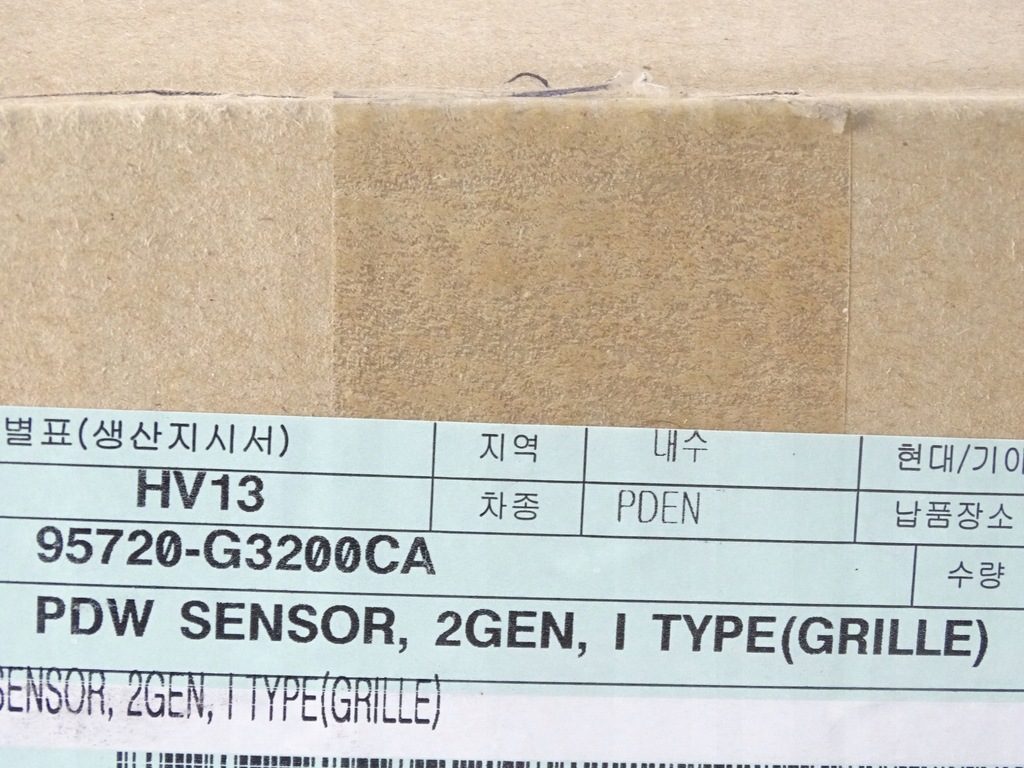 별표(생산지시서) 지역 내수 현대/기아
HV13 차종 PDEN 납품장소
95720-G3200CA 수량
PDW SENSOR, 2GEN, I TYPE(GRILLE)
SENSOR, 2GEN, I TYPE(GRILLE)